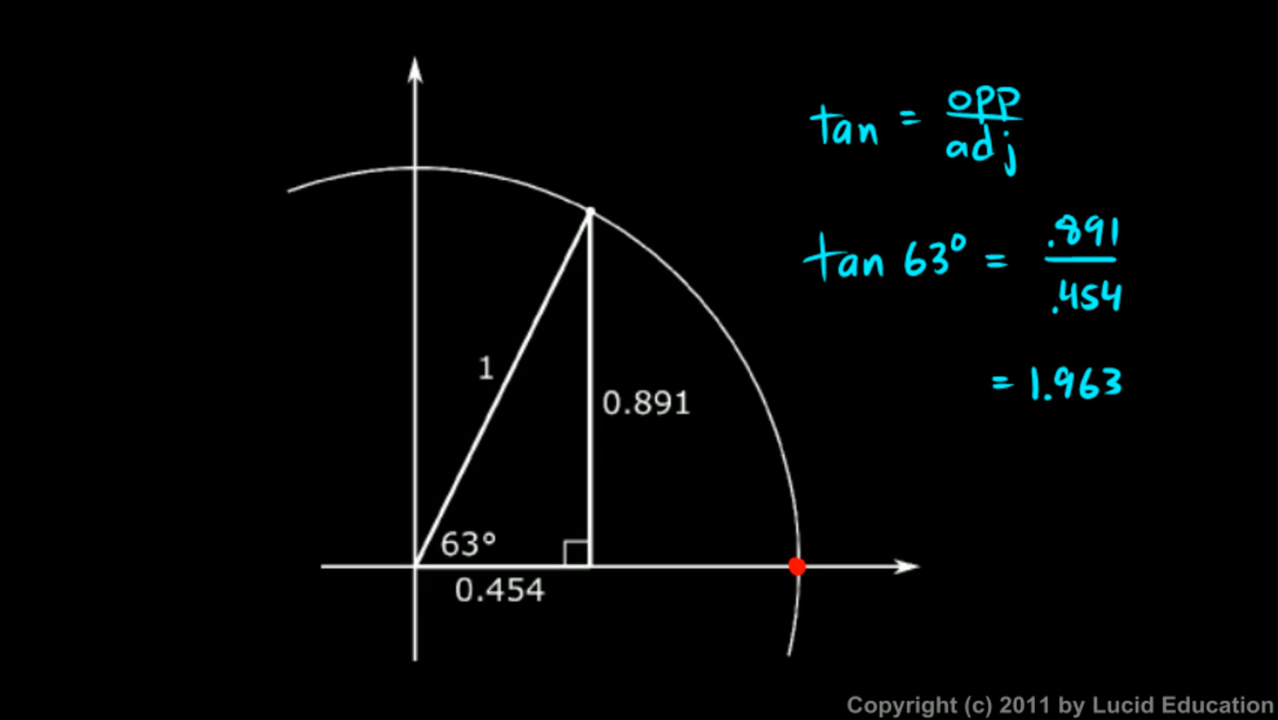 tan = opp/adj
tan 63° = .891/.454
= 1.963
1
0.891
63°
0.454
Copyright (c) 2011 by Lucid Education